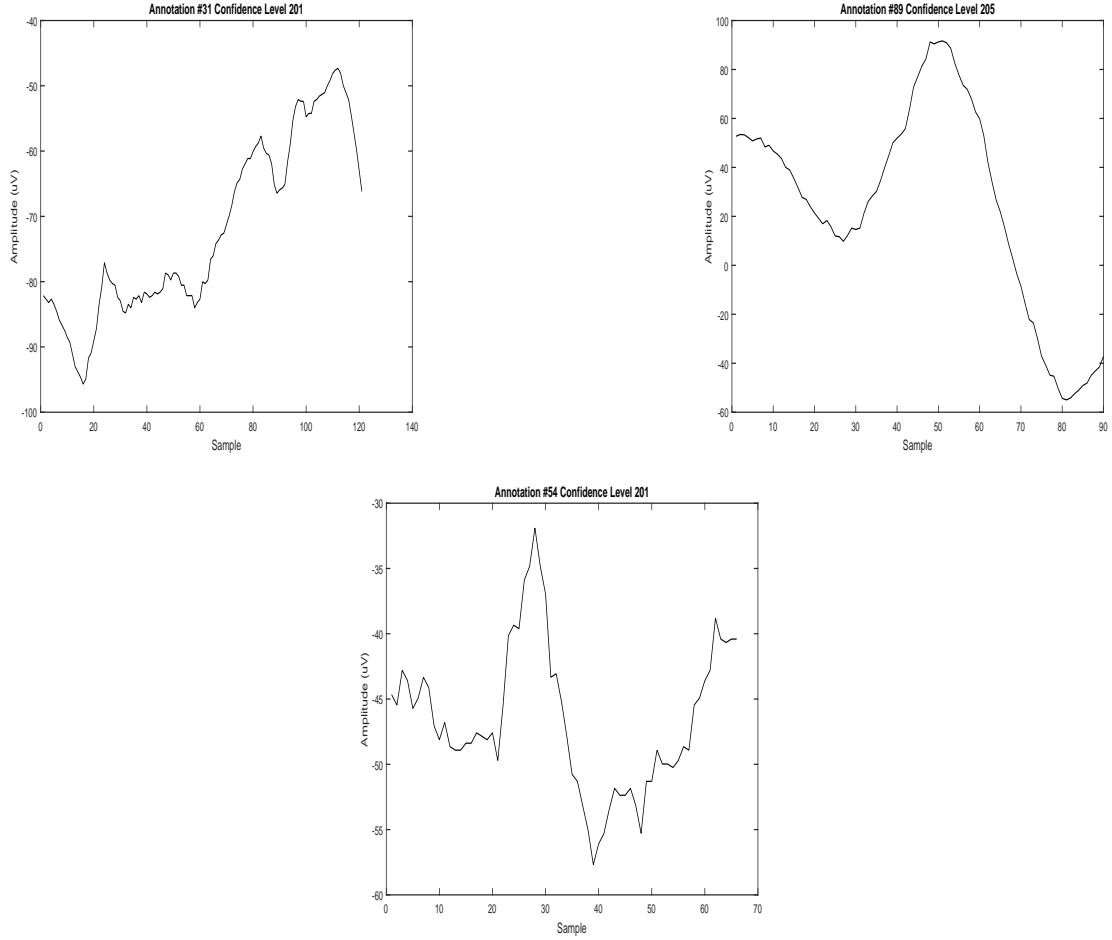 Annotation #31 Confidence Level 201
-40
-50
-60
-70
-80
-90
-100
Amplitude (uV)
0 20 40 60 80 100 120 140
Sample
Annotation #89 Confidence Level 205
100
80
60
40
20
0
-20
-40
-60
Amplitude (uV)
0 10 20 30 40 50 60 70 80 90
Sample
Annotation #54 Confidence Level 201
-30
-35
-40
-45
-50
-55
-60
Amplitude (uV)
0 10 20 30 40 50 60 70
Sample